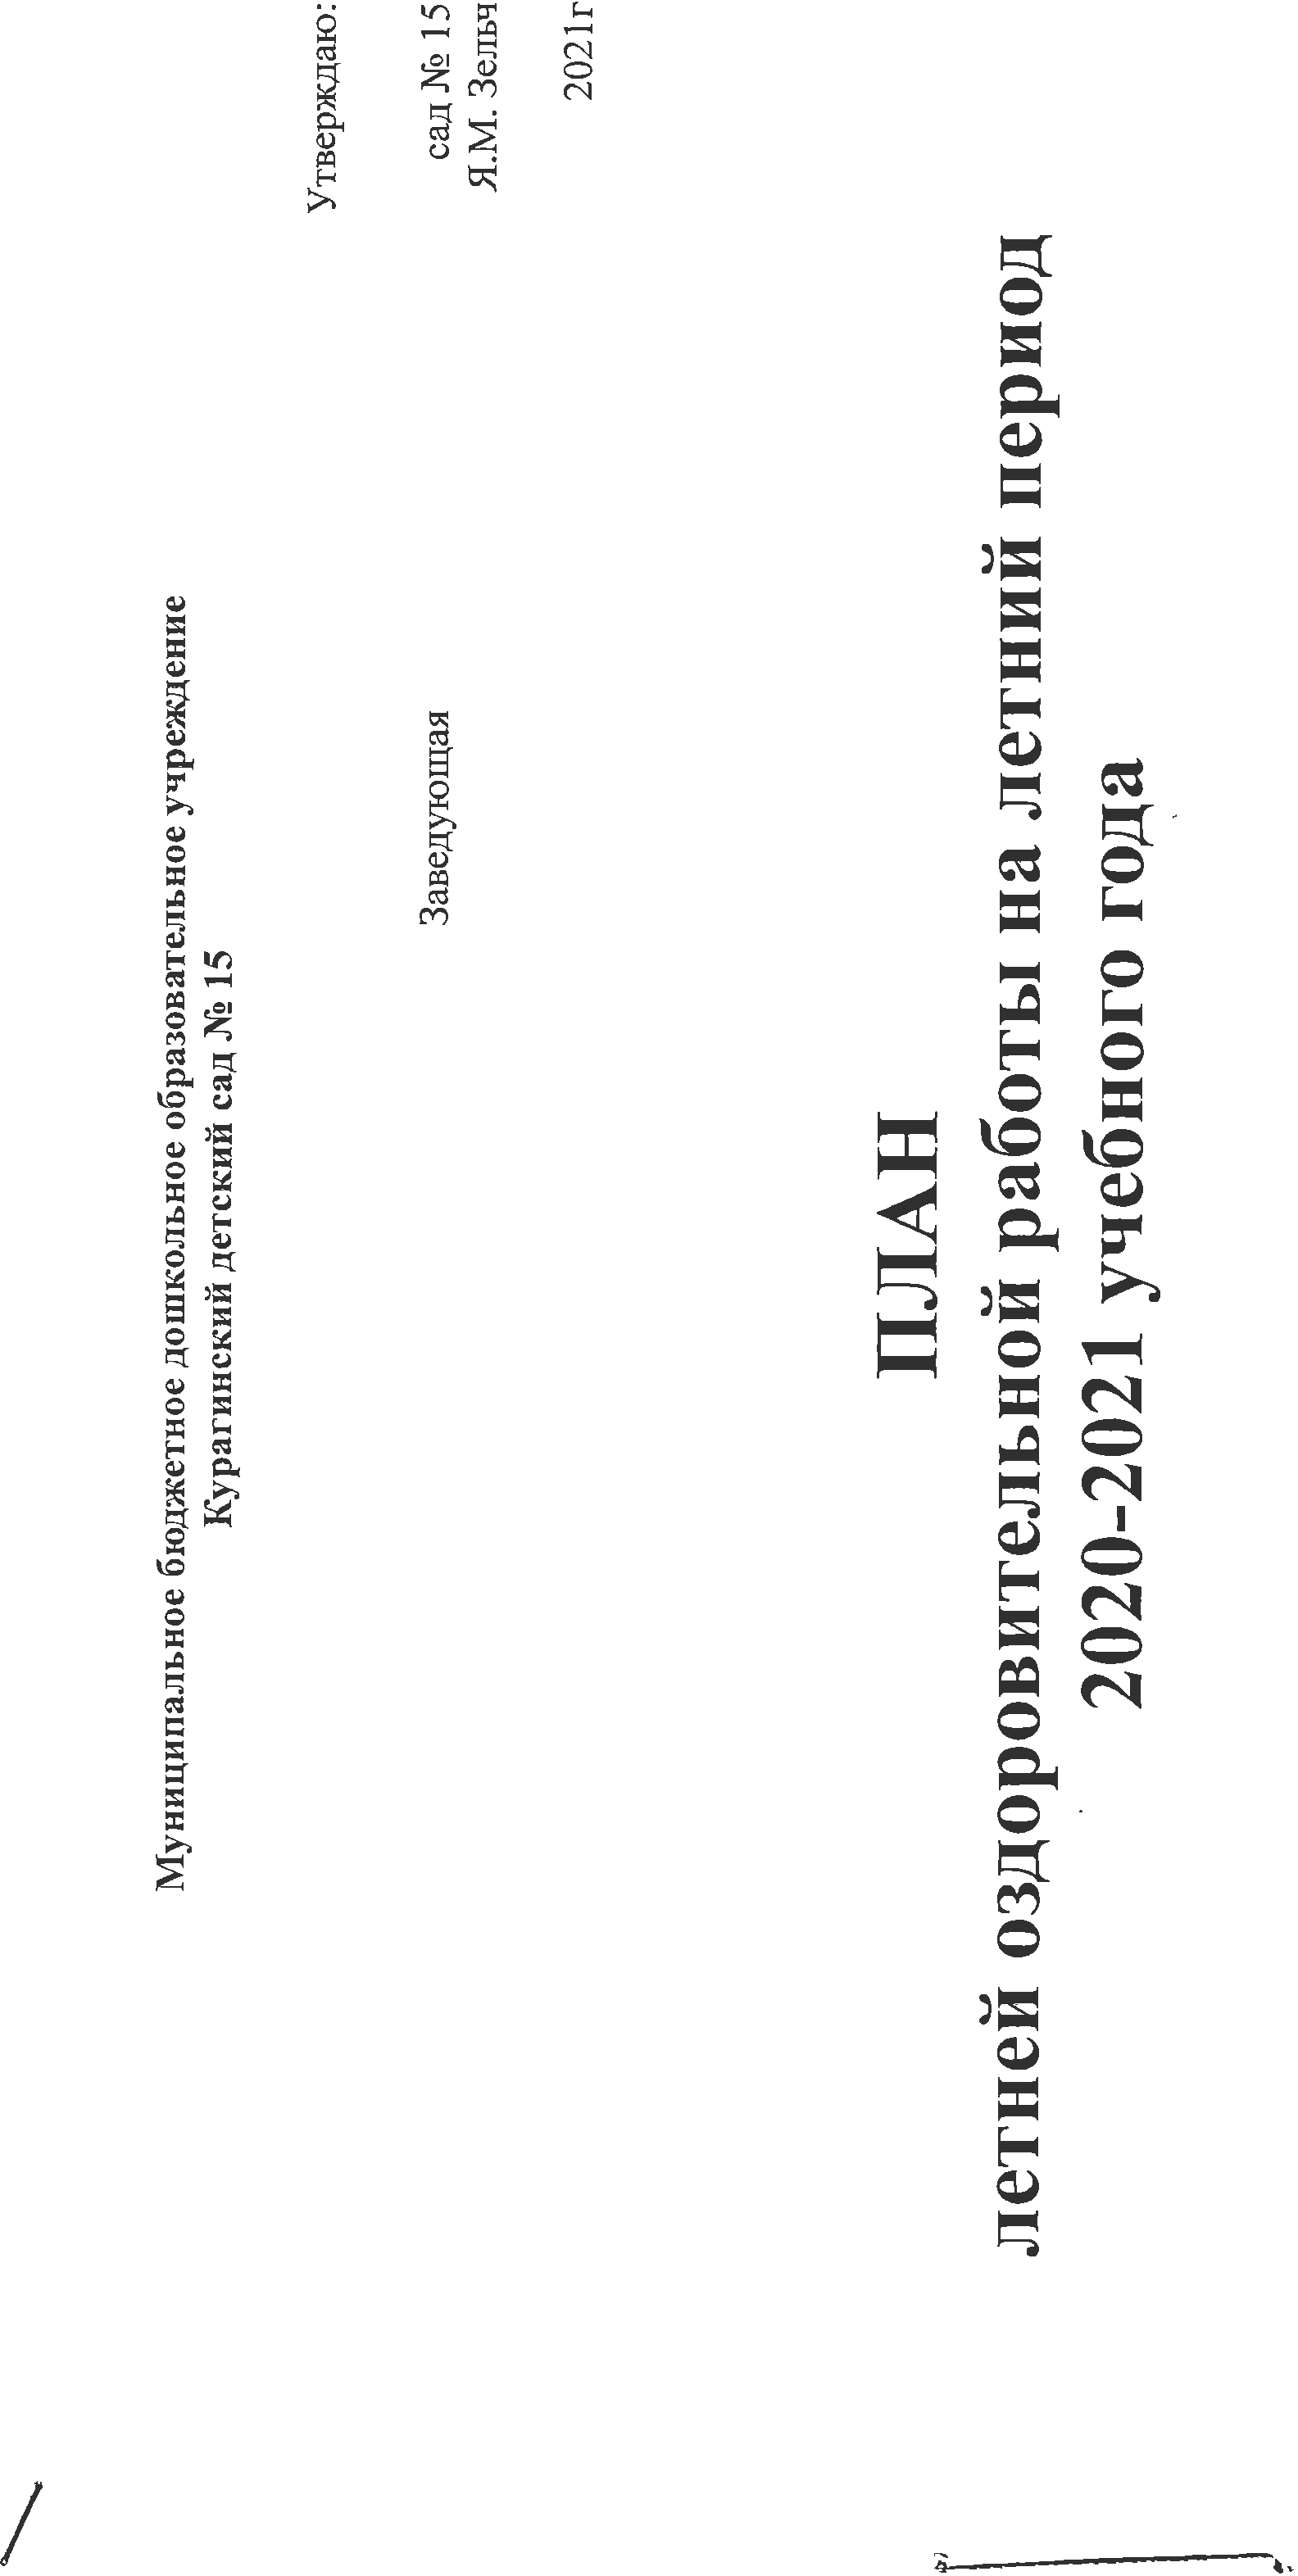 Муниципальное бюджетное дошкольное образовательное учреждение
Курагинский детский сад № 15
Утверждаю:
Заведующая сад № 15
Я.М. Зельч
2021г
ПЛАН
летней оздоровительной работы на летний период
2020-2021 учебного года